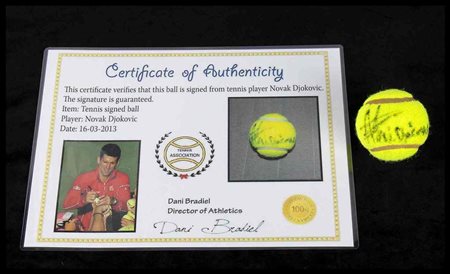 Certificate of Authenticity
This certificate verifies that this ball is signed from tennis player Novak Djokovic.
The signature is guaranteed.
Item: Tennis signed ball
Player: Novak Djokovic
Date: 16-03-2013
TENNIS
ASSOCIATION
Dani Bradiel
Director of Athletics
Dani Bradiel
100%